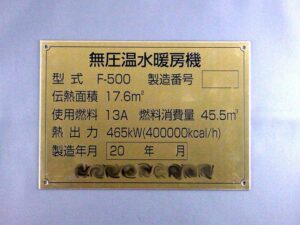 無圧温水暖房機
型式 F-500 製造番号
伝熱面積 17.6㎡
使用燃料 13A 燃料消費量 45.5㎥
熱出力 465kW(400000kcal/h)
製造年月 20 年 月